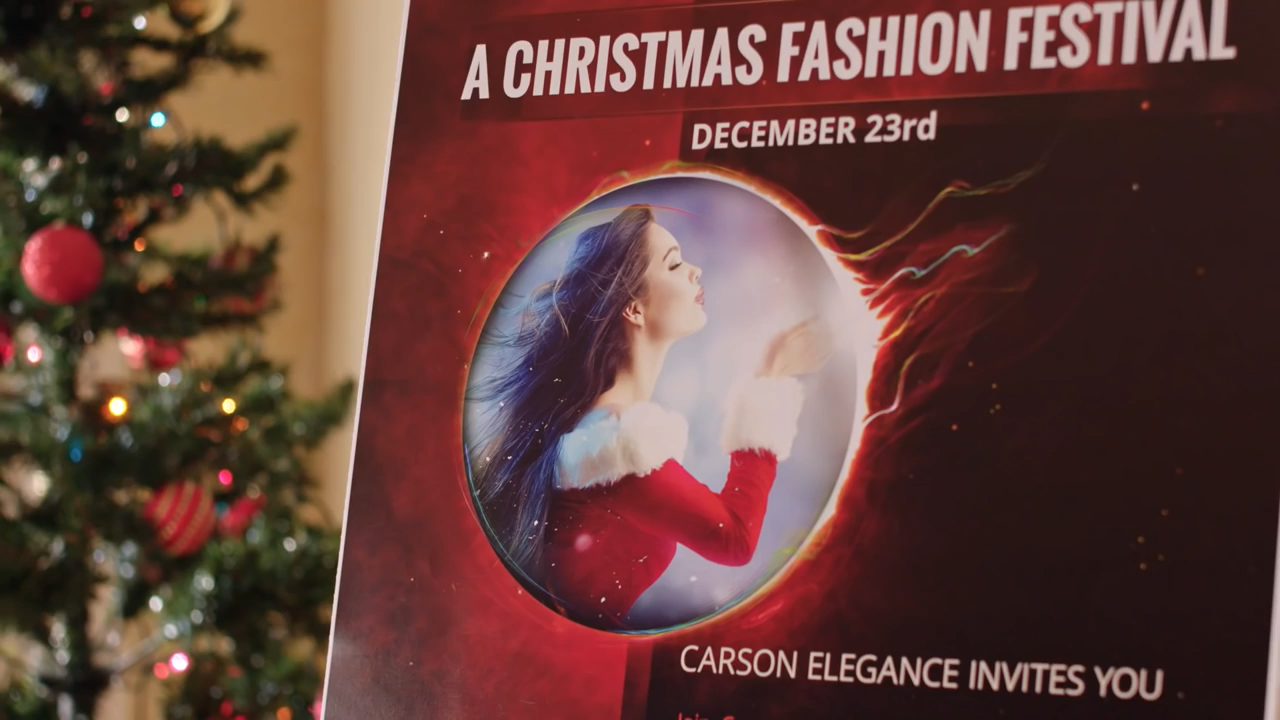 A CHRISTMAS FASHION FESTIVAL
DECEMBER 23rd
CARSON ELEGANCE INVITES YOU